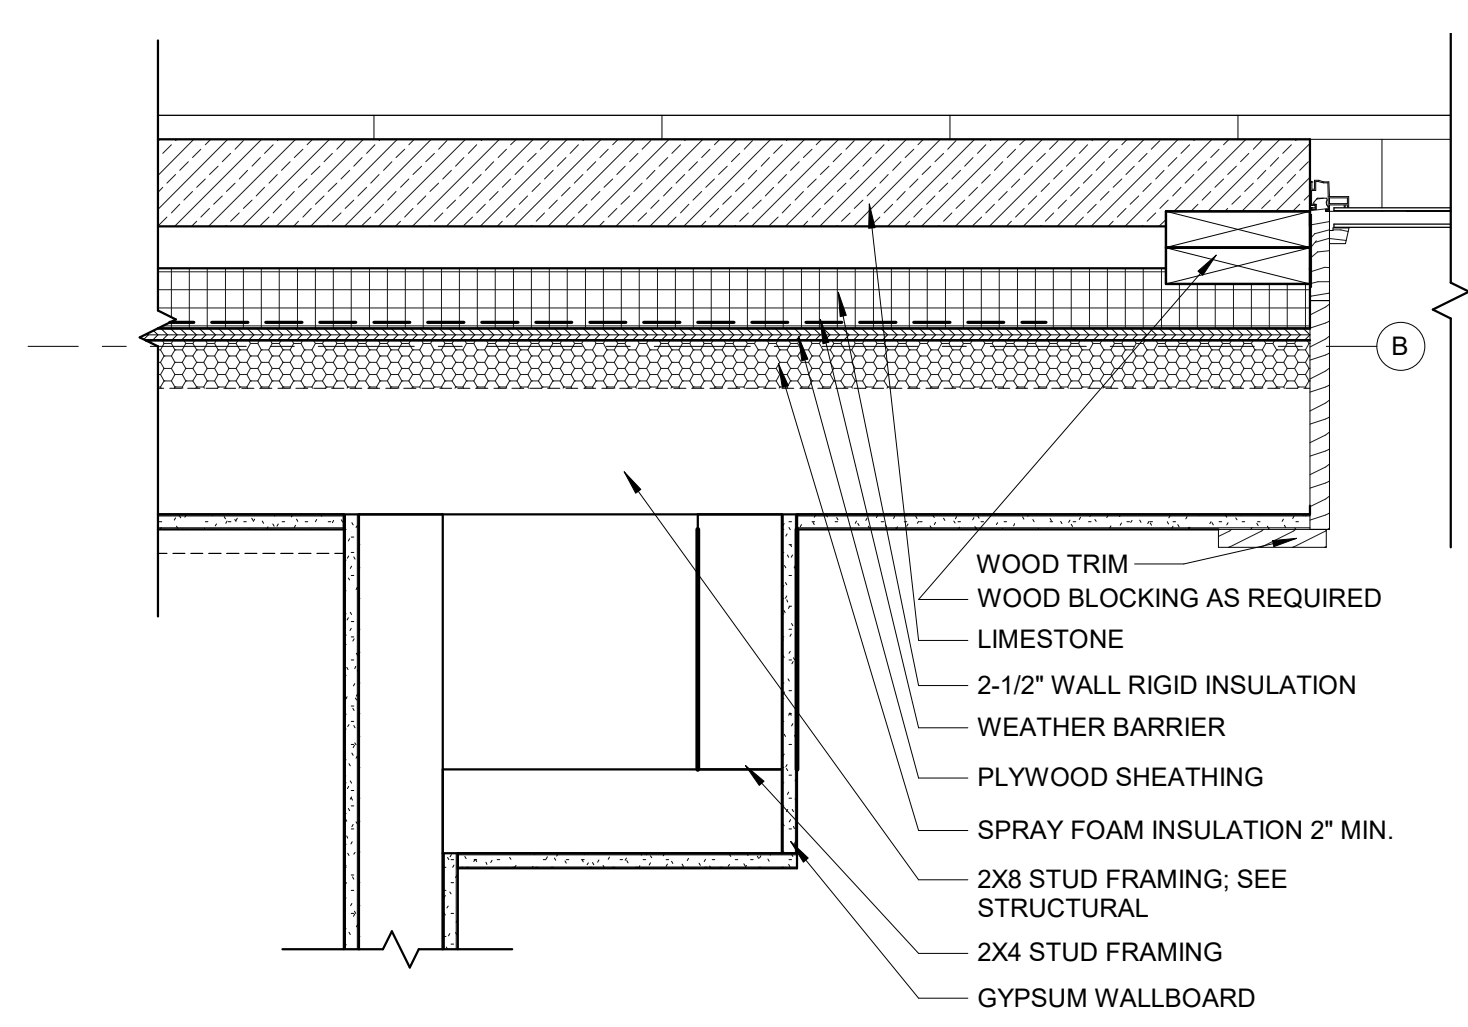 B
WOOD TRIM
WOOD BLOCKING AS REQUIRED
LIMESTONE
2-1/2" WALL RIGID INSULATION
WEATHER BARRIER
PLYWOOD SHEATHING
SPRAY FOAM INSULATION 2" MIN.
2X8 STUD FRAMING; SEE
STRUCTURAL
2X4 STUD FRAMING
GYPSUM WALLBOARD